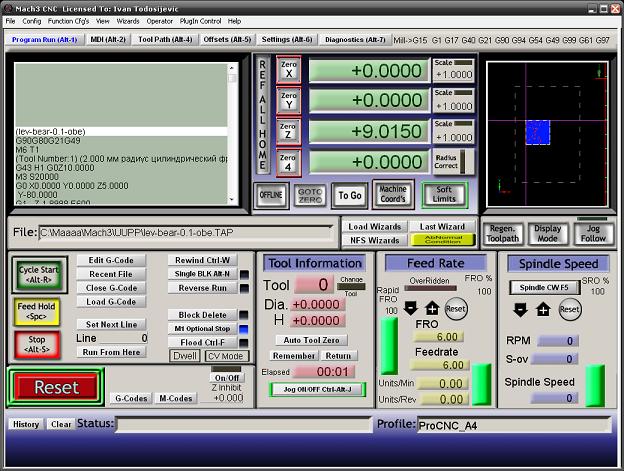 Mach3 CNC Licensed To: Ivan Todosijevic
File Config Function Cfg's View Wizards Operator PlugIn Control Help
Program Run (Alt-1) MDI (Alt-2) Tool Path (Alt-4) Offsets (Alt-5) Settings (Alt-6) Diagnostics (Alt-7) Mill->G15 G1 G17 G40 G21 G90 G94 G54 G49 G99 G61 G97
REF ALL HOME
Zero X +0.0000 Scale +1.0000
Zero Y +0.0000 Scale +1.0000
Zero Z +9.0150 Scale +1.0000
Zero 4 +0.0000 Radius Correct
OFFLINE GOTO ZERO To Go Machine Coord's Soft Limits
(lev-bear-0.1-obe)
G90G80G21G49
M6 T1
(Tool Number:1) (2.000 мм радиус цилиндрический фр
G43 H1 G0Z10.0000
M3 S20000
G0 X0.0000 Y0.0000 Z5.0000
Y-80.0000
File: C:\Maaaa\Mach3\UUPP\lev-bear-0.1-obe.TAP
Load Wizards Last Wizard
NFS Wizards AbNormal Condition
Regen. Toolpath Display Mode Jog Follow
Cycle Start <Alt-R>
Feed Hold <Spc>
Stop <Alt-S>
Edit G-Code
Recent File
Close G-Code
Load G-Code
Set Next Line
Line 0
Run From Here
Rewind Ctrl-W
Single BLK Alt-N
Reverse Run
Block Delete
M1 Optional Stop
Flood Ctrl-F
Dwell CV Mode
Reset
G-Codes M-Codes
On/Off
Z Inhibit
+0.000
Tool Information
Tool 0 Change Tool
Dia. +0.0000
H +0.0000
Auto Tool Zero
Remember Return
Elapsed 00:01
Jog ON/OFF Ctrl-Alt-J
Feed Rate
OverRidden FRO %
Rapid FRO 100
100
Reset
FRO
6.00
Feedrate
6.00
Units/Min 0.00
Units/Rev 0.00
Spindle Speed
Spindle CW F5 SRO %
100
Reset
RPM 0
S-ov 0
Spindle Speed
0
History Clear Status: Profile: ProCNC_A4